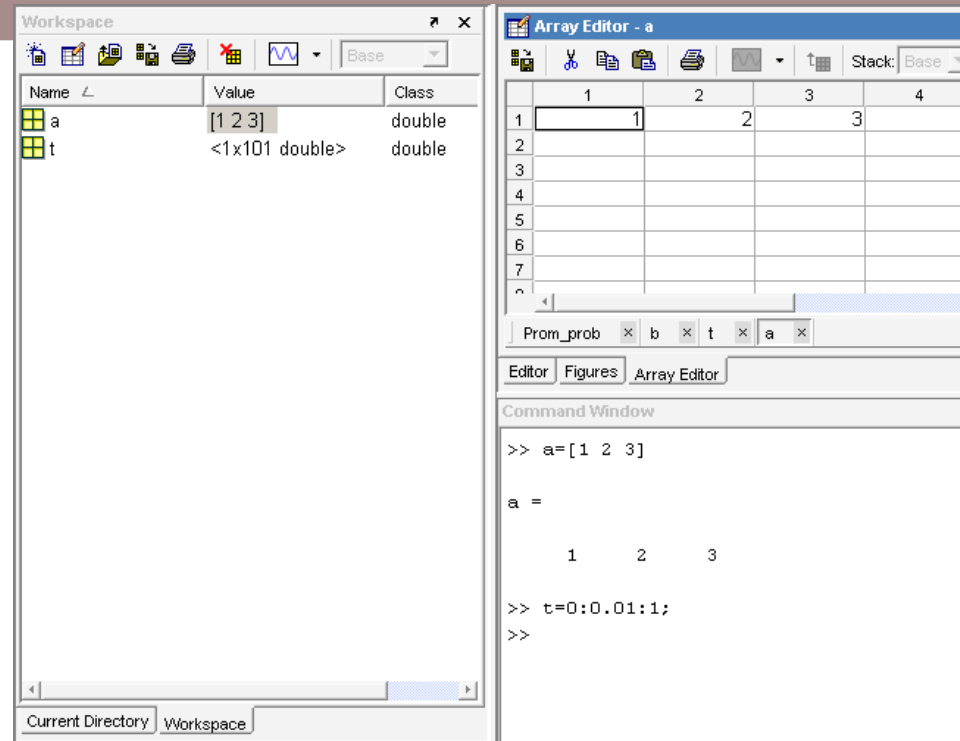 Workspace
Base
Name Value Class
a [1 2 3] double
t <1x101 double> double
Current Directory Workspace
Array Editor - a
Stack: Base
1 2 3 4
1 1 2 3
2
3
4
5
6
7
Prom_prob b t a
Editor Figures Array Editor
Command Window
>> a=[1 2 3]
a =
1 2 3
>> t=0:0.01:1;
>>